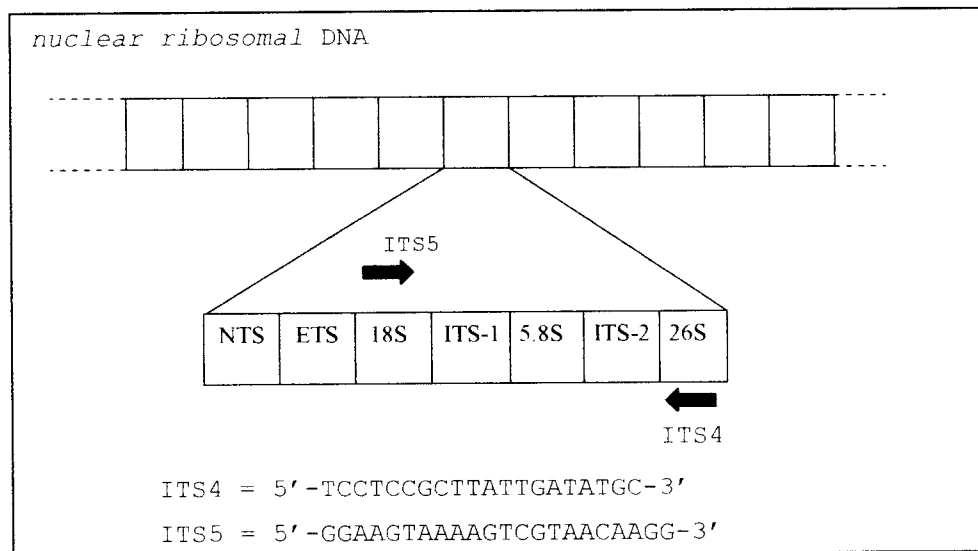 nuclear ribosomal DNA
ITS5
NTS ETS 18S ITS-1 5.8S ITS-2 26S
ITS4
ITS4 = 5'-TCCTCCGCTTATTGATATGC-3'
ITS5 = 5'-GGAAGTAAAAGTCGTAACAAGG-3'